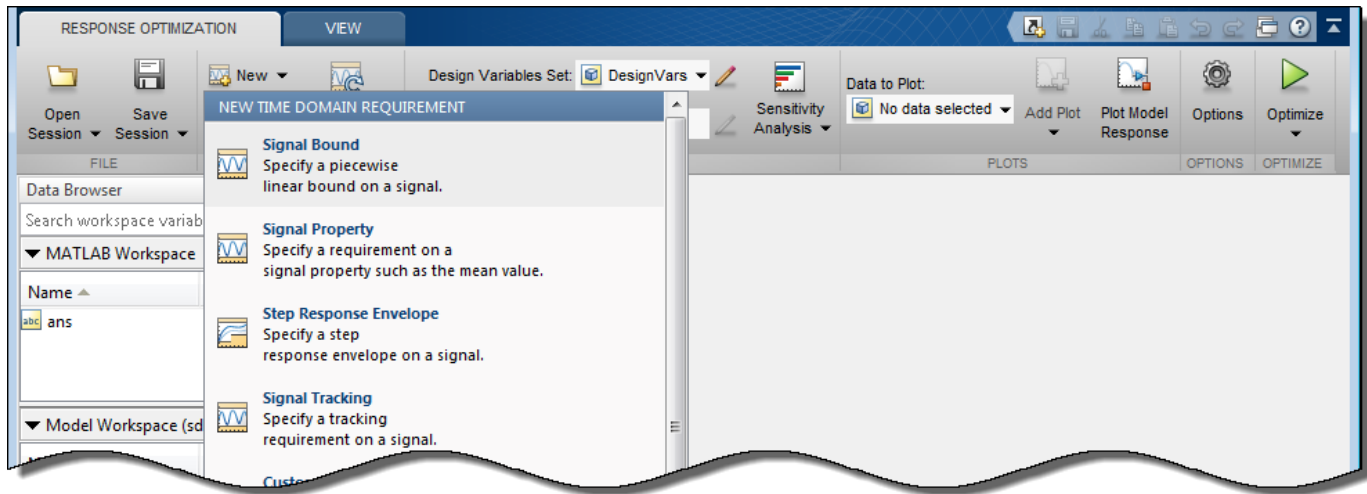 RESPONSE OPTIMIZATION
VIEW
New
Design Variables Set:
DesignVars
Data to Plot:
No data selected
Open
Session
Save
Session
Sensitivity
Analysis
Add Plot
Plot Model
Response
Options
Optimize
FILE
PLOTS
OPTIONS
OPTIMIZE
NEW TIME DOMAIN REQUIREMENT
Signal Bound
Specify a piecewise
linear bound on a signal.
Signal Property
Specify a requirement on a
signal property such as the mean value.
Step Response Envelope
Specify a step
response envelope on a signal.
Signal Tracking
Specify a tracking
requirement on a signal.
Data Browser
Search workspace variab
MATLAB Workspace
Name
abc ans
Model Workspace (sd